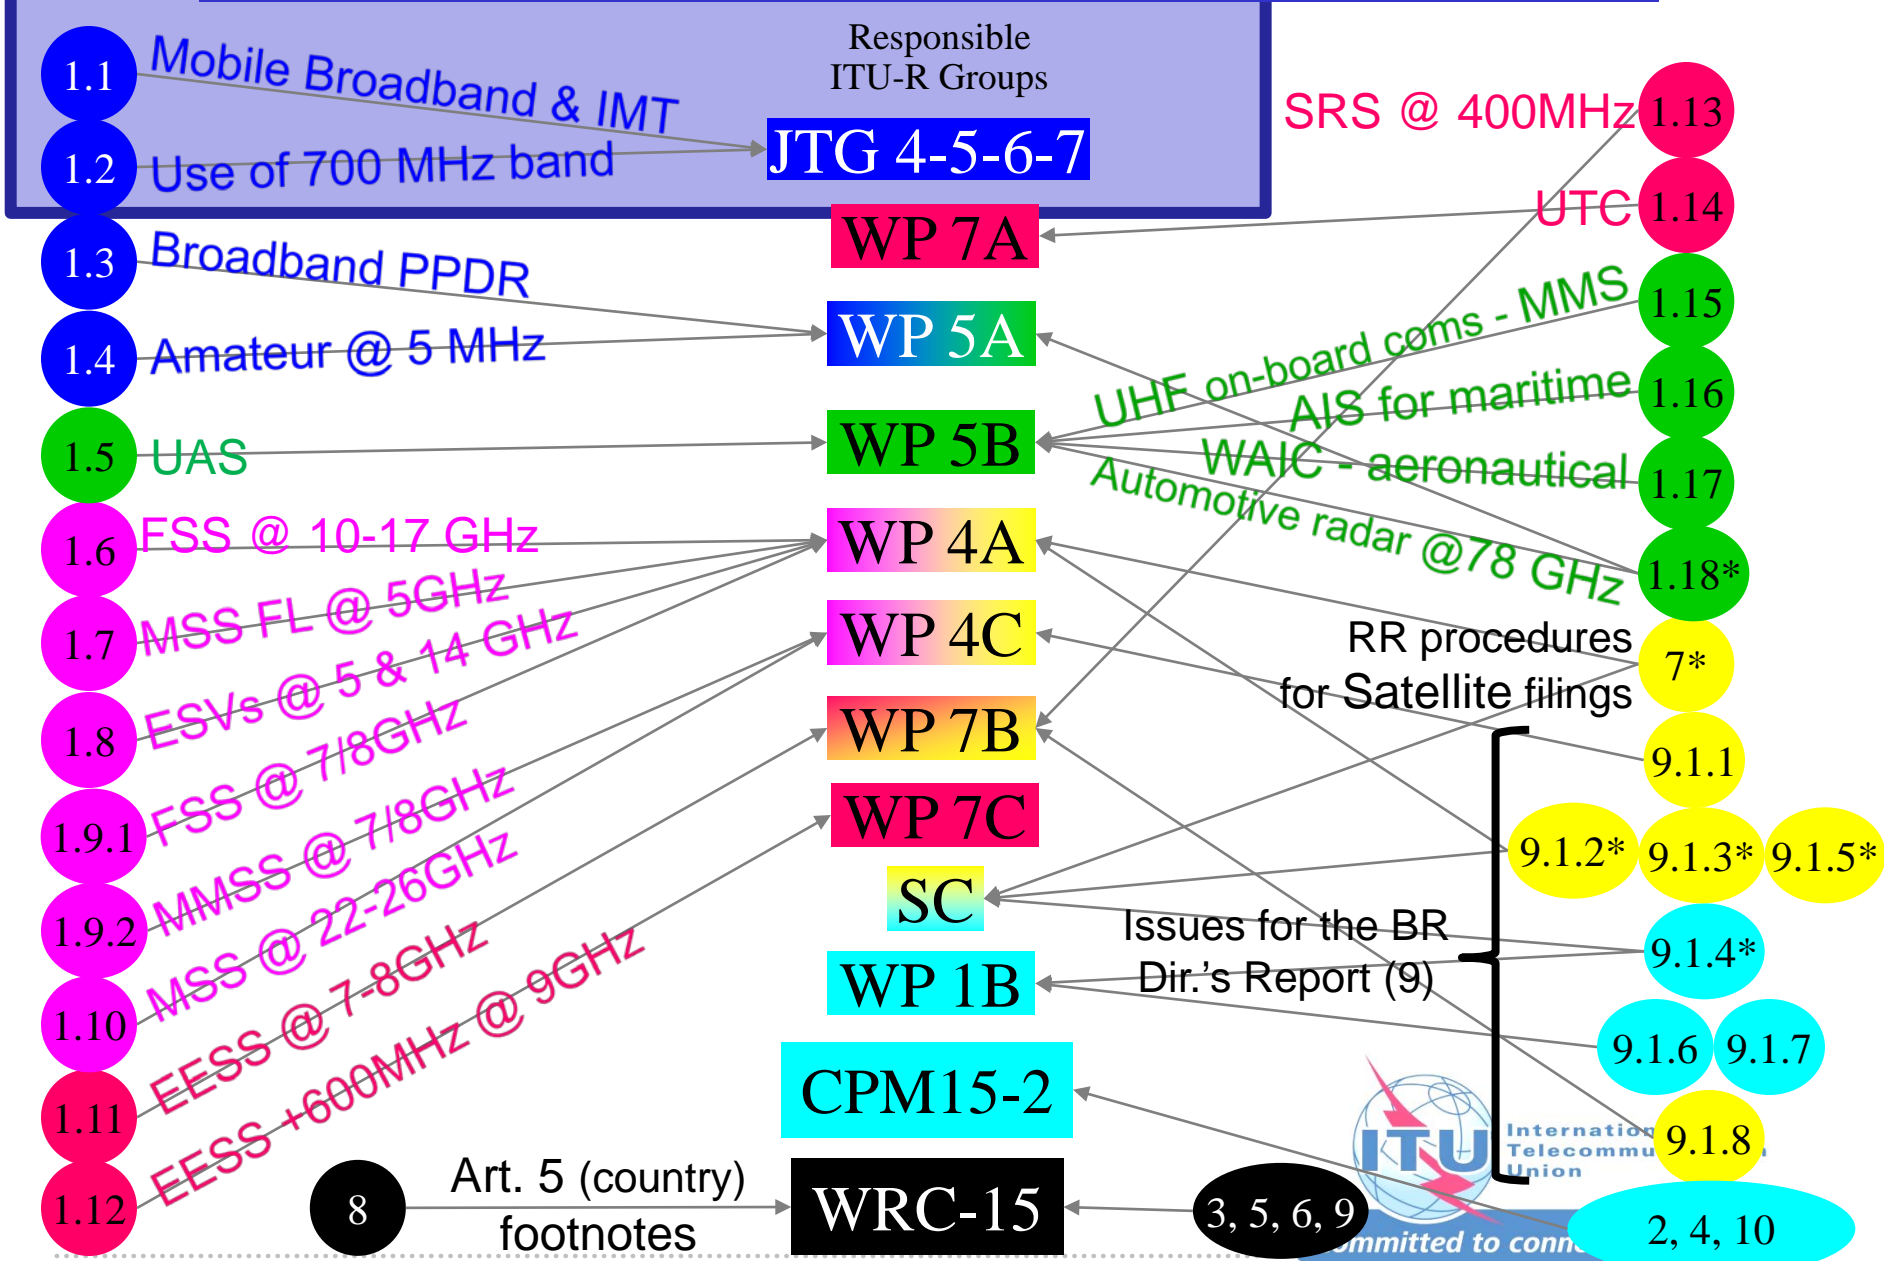 Responsible
ITU-R Groups
1.1 Mobile Broadband & IMT
1.2 Use of 700 MHz band
JTG 4-5-6-7
SRS @ 400MHz 1.13
1.3 Broadband PPDR
WP 7A
UTC 1.14
1.4 Amateur @ 5 MHz
WP 5A
UHF on-board coms - MMS 1.15
AIS for maritime 1.16
1.5 UAS
WP 5B
WAIC - aeronautical 1.17
1.6 FSS @ 10-17 GHz
WP 4A
Automotive radar @78 GHz 1.18*
1.7 MSS FL @ 5GHz
WP 4C
RR procedures
for Satellite filings
7*
1.8 ESVs @ 5 & 14 GHz
WP 7B
9.1.1
1.9.1 FSS @ 7/8GHz
WP 7C
9.1.2* 9.1.3* 9.1.5*
1.9.2 MMSS @ 7/8GHz
SC
Issues for the BR
Dir.'s Report (9)
9.1.4*
1.10 MSS @ 22-26GHz
WP 1B
9.1.6 9.1.7
1.11 EESS @ 7-8GHz
CPM15-2
9.1.8
1.12 EESS +600MHz @ 9GHz
8
Art. 5 (country)
footnotes
WRC-15
3, 5, 6, 9
2, 4, 10
ITU
International
Telecommu
Union
ommitted to conn